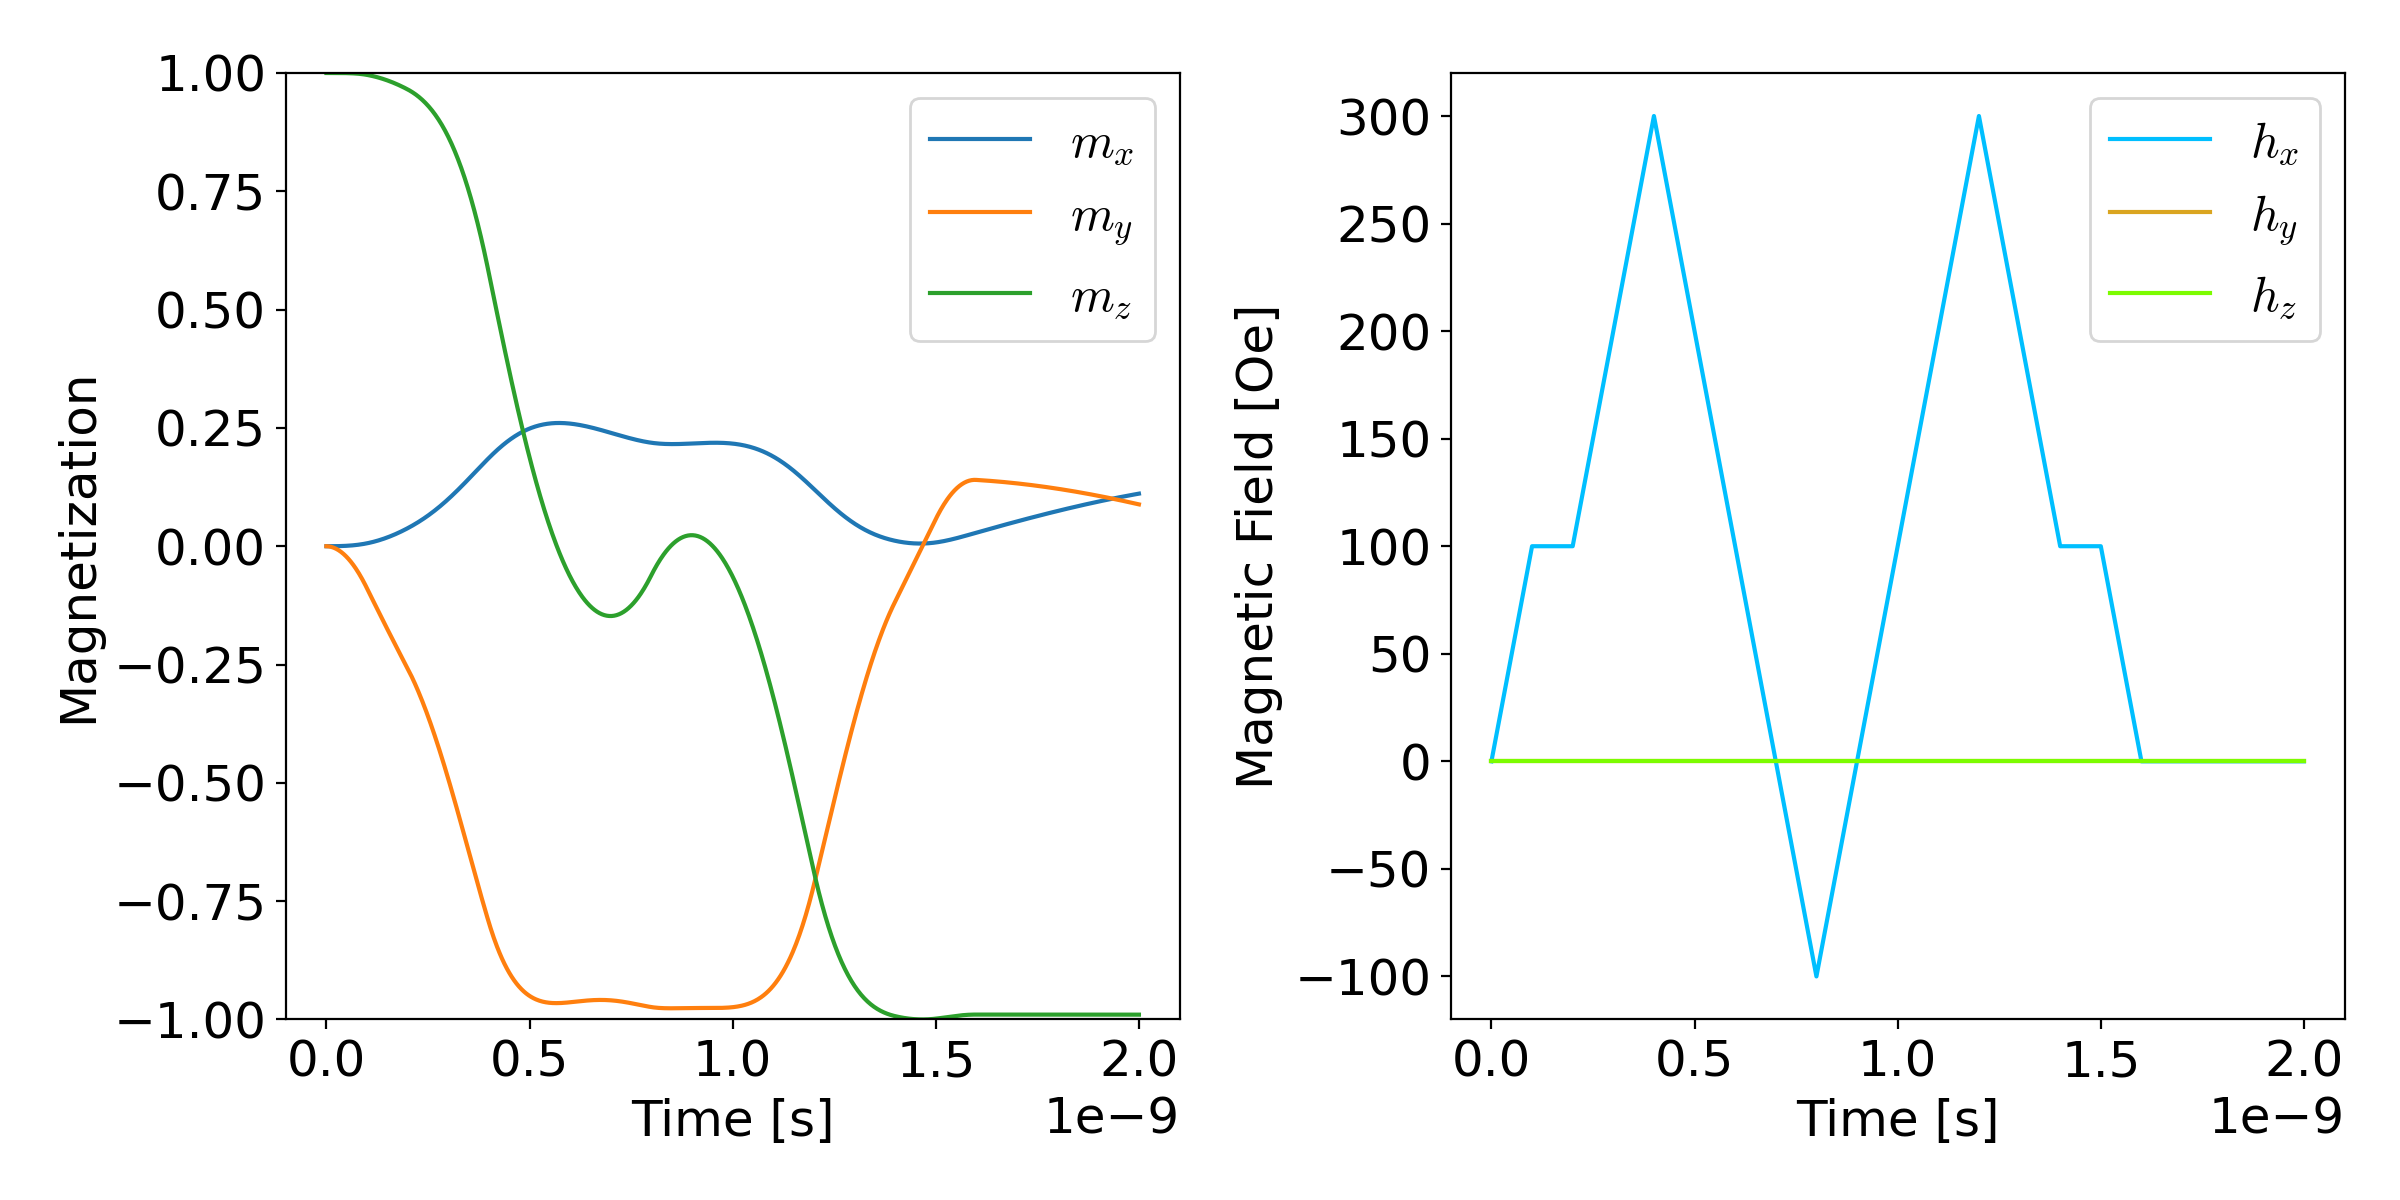 Magnetization
1.00
0.75
0.50
0.25
0.00
−0.25
−0.50
−0.75
−1.00
0.0 0.5 1.0 1.5 2.0
Time [s]
1e−9
m_x
m_y
m_z
Magnetic Field [Oe]
300
250
200
150
100
50
0
−50
−100
0.0 0.5 1.0 1.5 2.0
Time [s]
1e−9
h_x
h_y
h_z